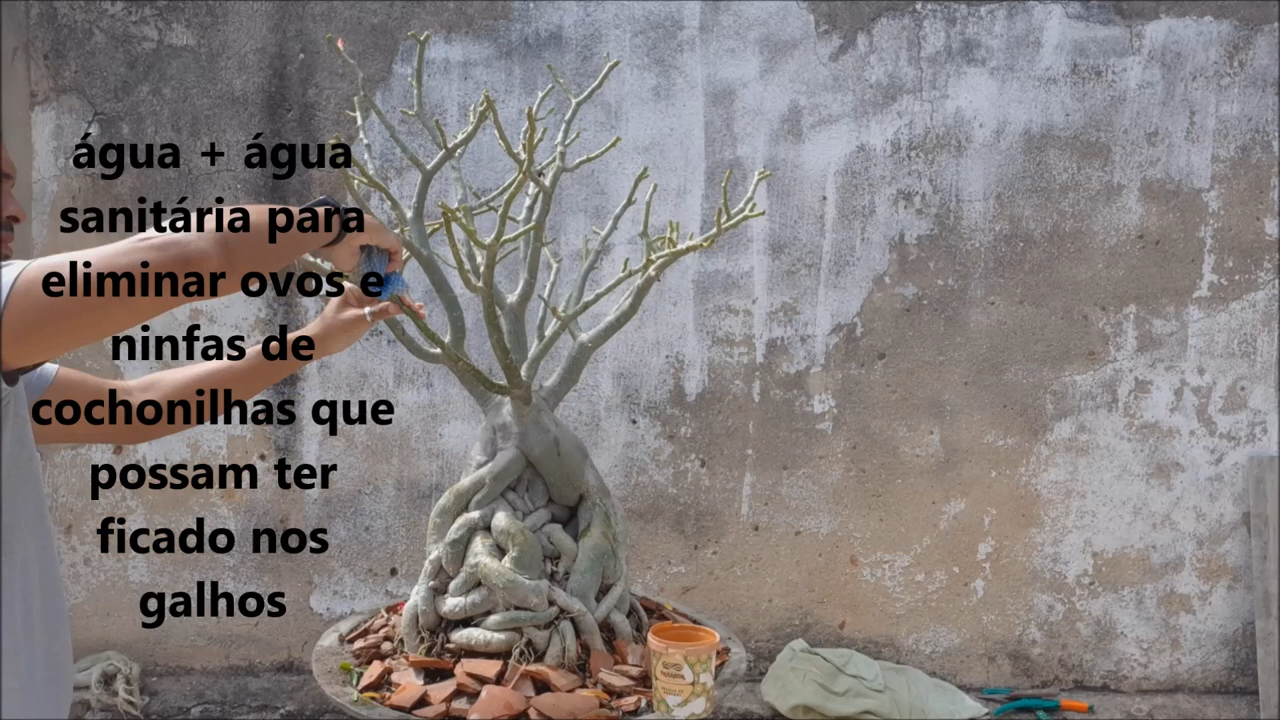 água + água
sanitária para
eliminar ovos e
ninfas de
cochonilhas que
possam ter
ficado nos
galhos